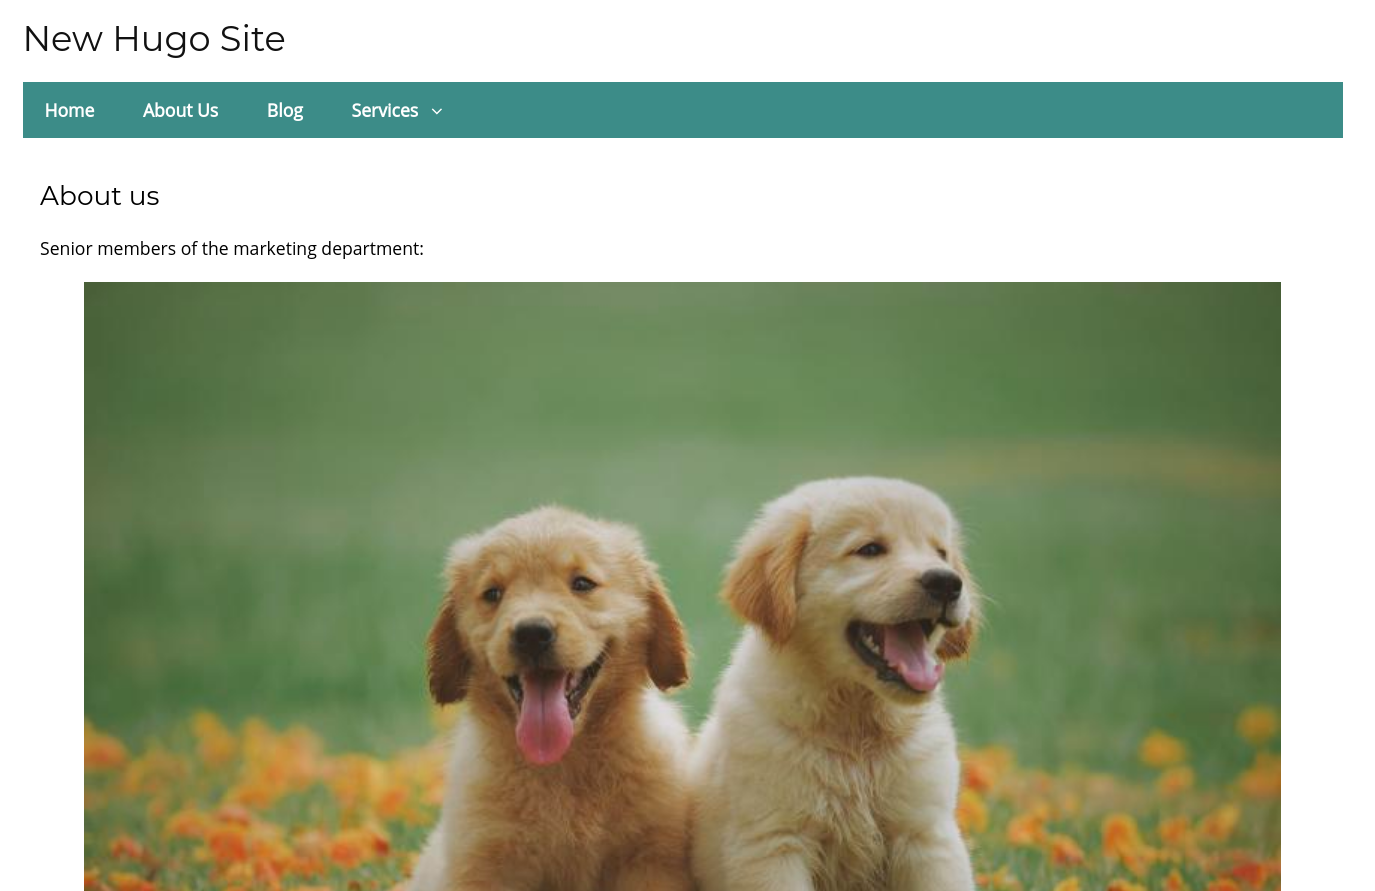 New Hugo Site
Home About Us Blog Services
About us
Senior members of the marketing department: